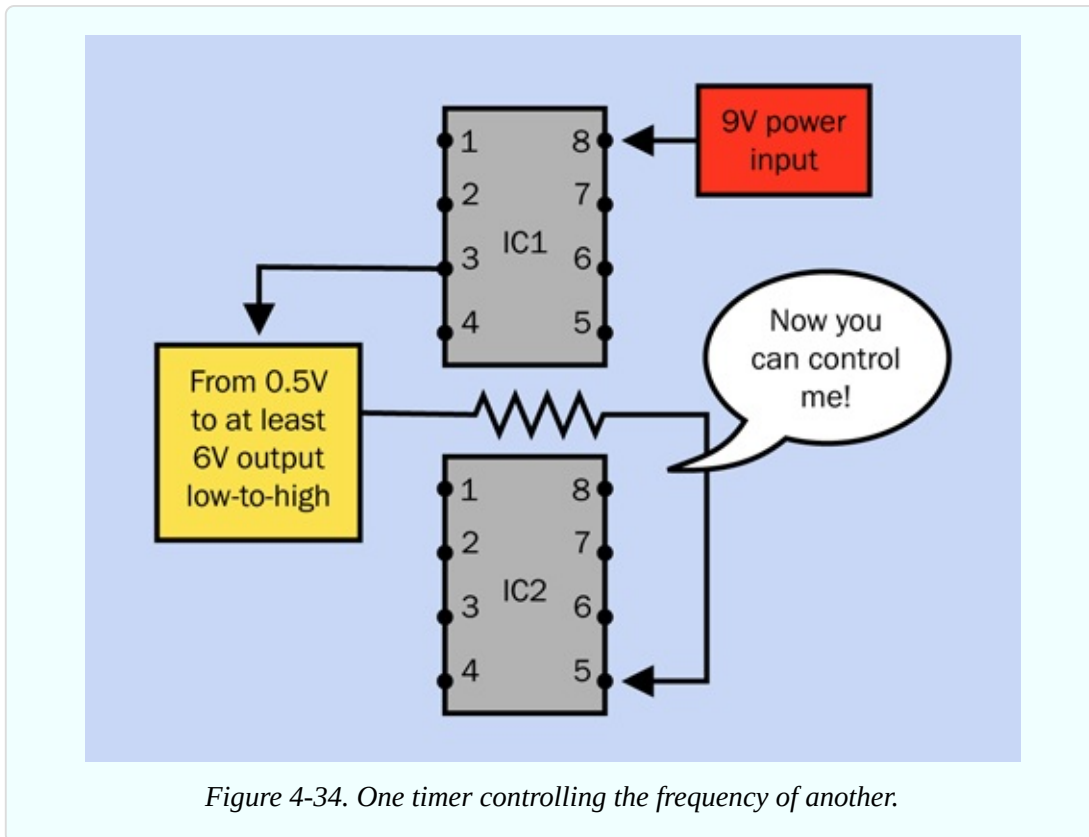 9V power
input
1
2
3
4
IC1
8
7
6
5
From 0.5V
to at least
6V output
low-to-high
Now you
can control
me!
1
2
3
4
IC2
8
7
6
5
Figure 4-34. One timer controlling the frequency of another.